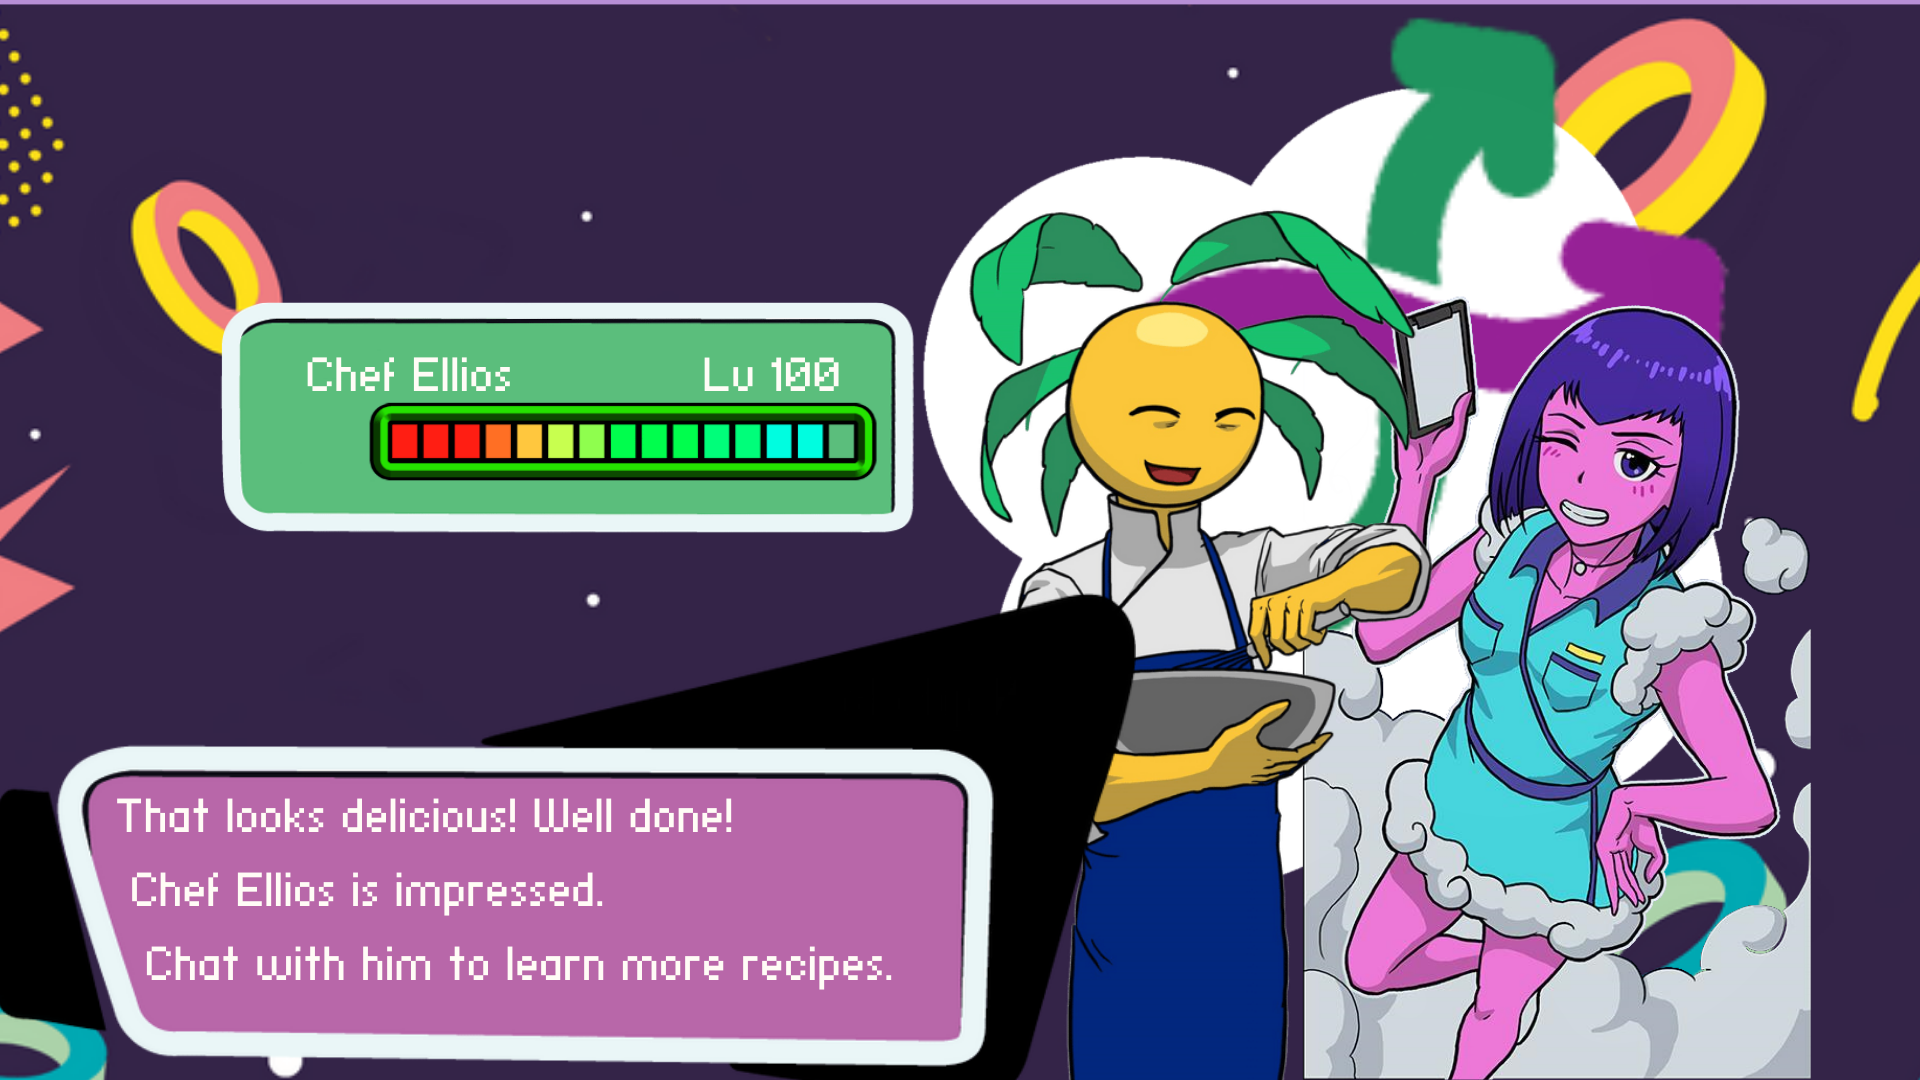 Chef Ellios Lv 100
That looks delicious! Well done!
Chef Ellios is impressed.
Chat with him to learn more recipes.